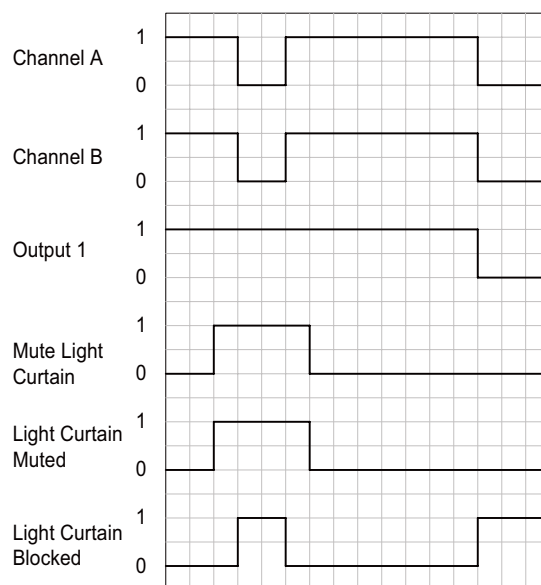 Channel A
1
0
Channel B
1
0
Output 1
1
0
Mute Light
Curtain
1
0
Light Curtain
Muted
1
0
Light Curtain
Blocked
1
0